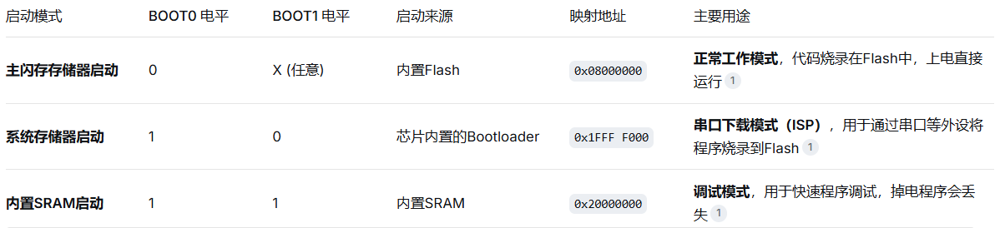 启动模式 BOOT0 电平 BOOT1 电平 启动来源 映射地址 主要用途
主闪存存储器启动 0 X (任意) 内置Flash 0x08000000 正常工作模式，代码烧录在Flash中，上电直接
运行 1
系统存储器启动 1 0 芯片内置的Bootloader 0x1FFF F000 串口下载模式（ISP），用于通过串口等外设将
程序烧录到Flash 1
内置SRAM启动 1 1 内置SRAM 0x20000000 调试模式，用于快速程序调试，掉电程序会丢
失 1